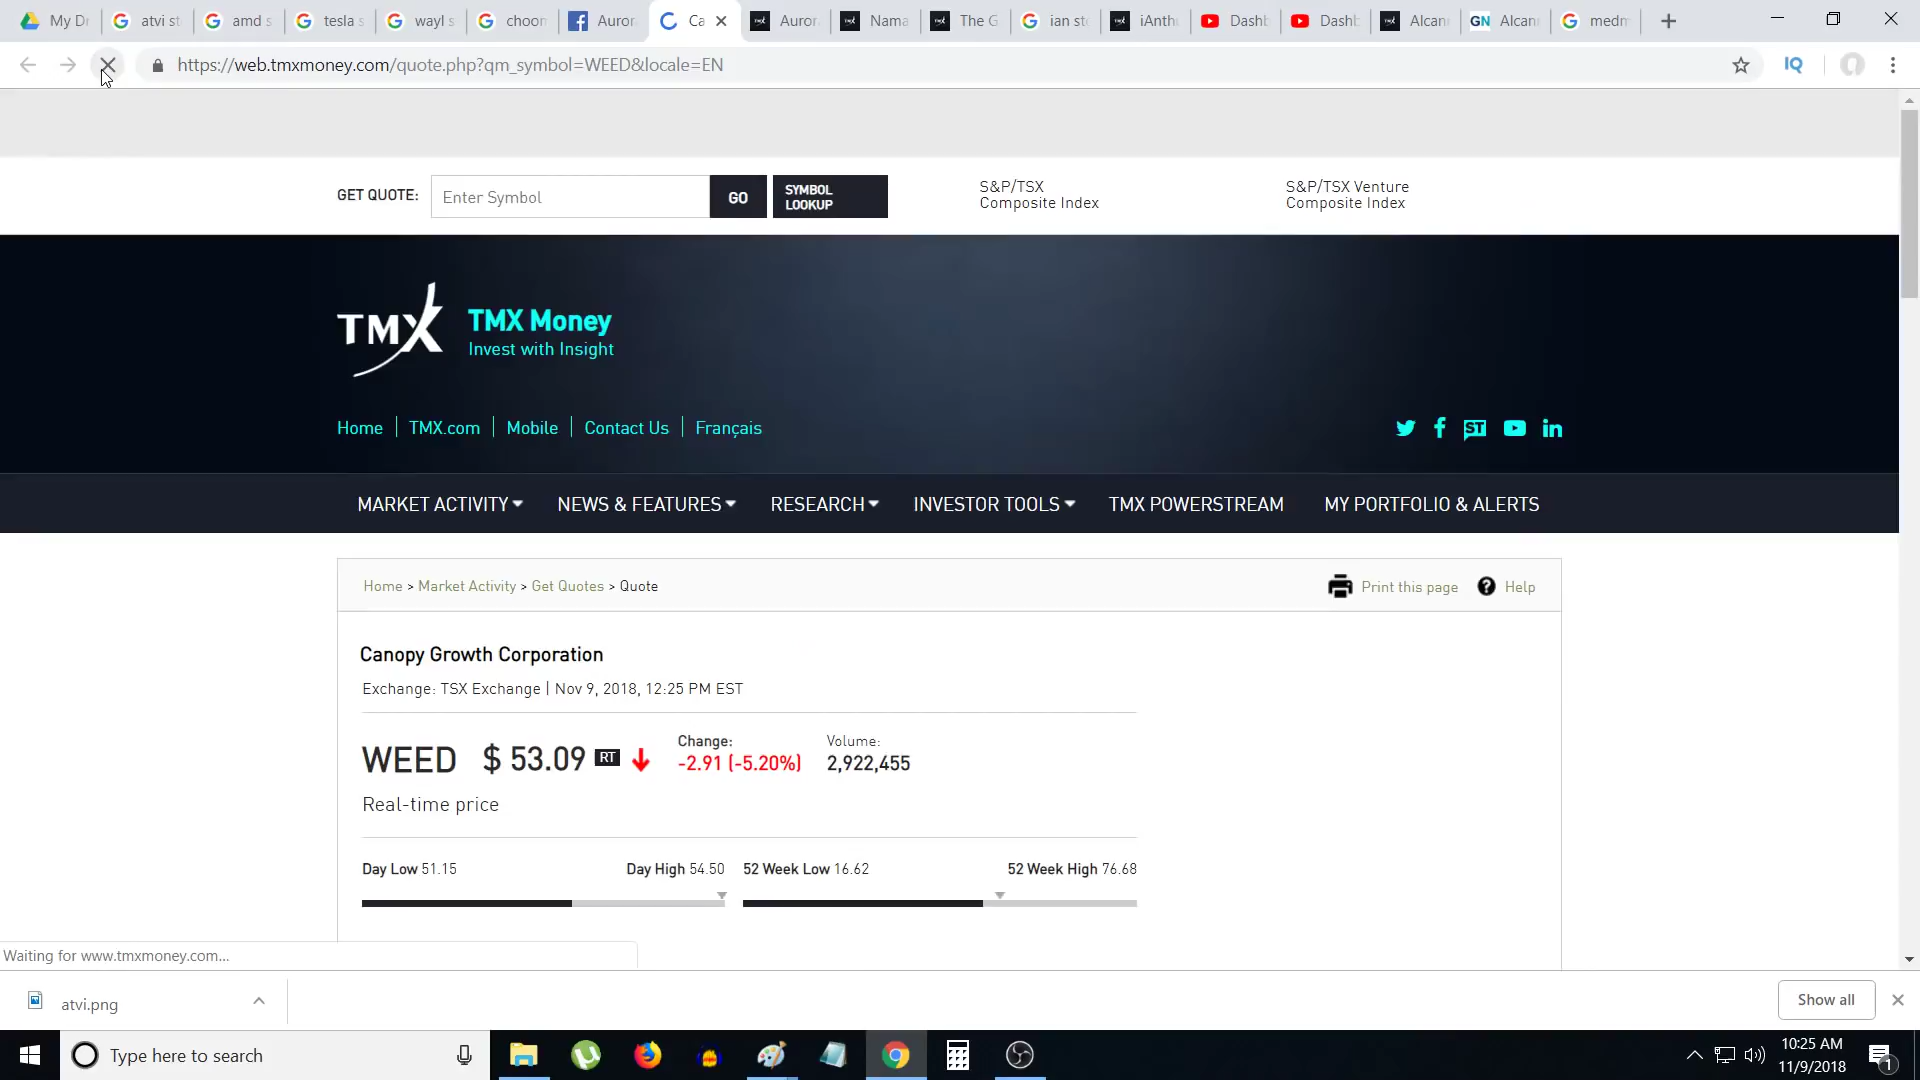 My Dr
atvi st
amd s
tesla s
wayl s
choom
Auror
Ca
Auror
Nama
The G
ian sto
iAnth
Dashb
Dashb
Alcan
GN Alcan
medm
https://web.tmxmoney.com/quote.php?qm_symbol=WEED&locale=EN
IQ
GET QUOTE:
Enter Symbol
GO
SYMBOL
LOOKUP
S&P/TSX
Composite Index
S&P/TSX Venture
Composite Index
TMX
TMX Money
Invest with Insight
Home
TMX.com
Mobile
Contact Us
Français
ST
in
MARKET ACTIVITY
NEWS & FEATURES
RESEARCH
INVESTOR TOOLS
TMX POWERSTREAM
MY PORTFOLIO & ALERTS
Home > Market Activity > Get Quotes > Quote
Print this page
Help
Canopy Growth Corporation
Exchange: TSX Exchange | Nov 9, 2018, 12:25 PM EST
WEED $ 53.09 RT
Change:
-2.91 (-5.20%)
Volume:
2,922,455
Real-time price
Day Low 51.15
Day High 54.50
52 Week Low 16.62
52 Week High 76.68
Waiting for www.tmxmoney.com...
atvi.png
Show all
Type here to search
10:25 AM
11/9/2018
1